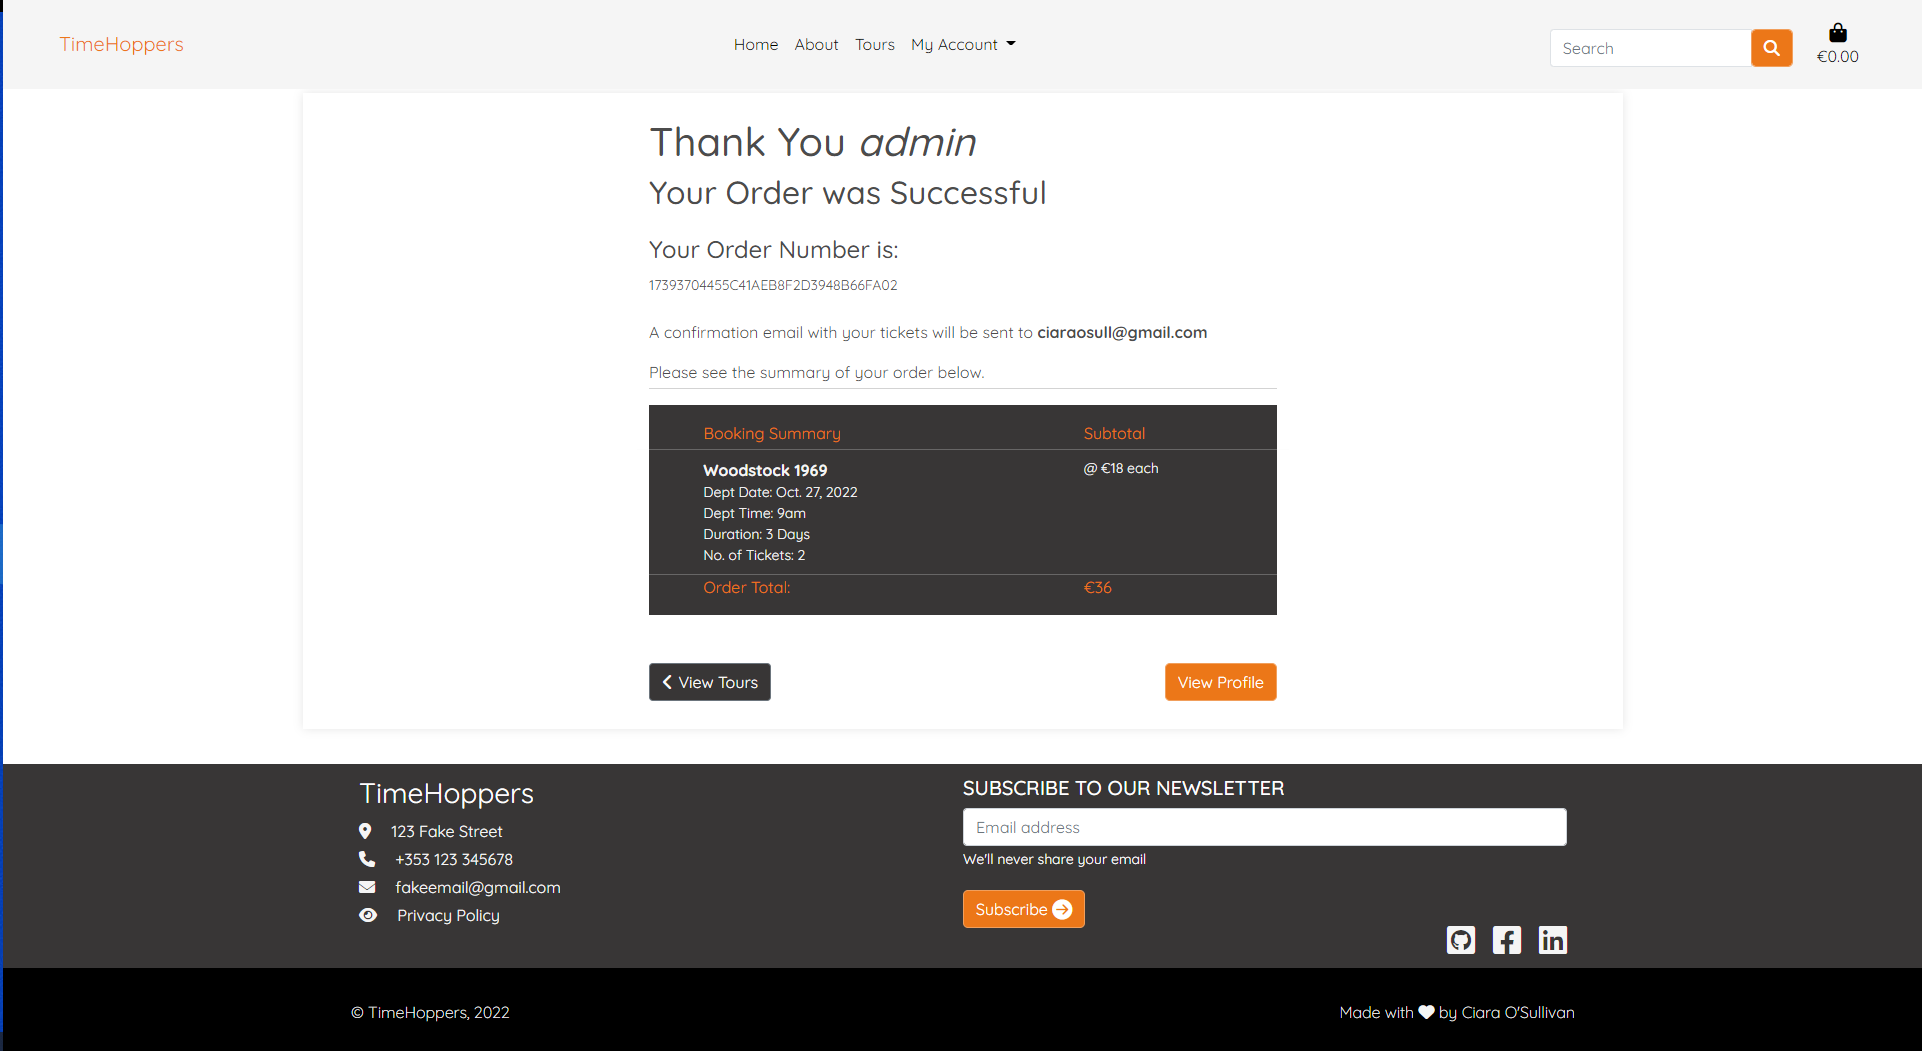 TimeHoppers
Home About Tours My Account
Search
€0.00
Thank You admin
Your Order was Successful
Your Order Number is:
17393704455C41AEB8F2D3948B66FA02
A confirmation email with your tickets will be sent to ciaraosull@gmail.com
Please see the summary of your order below.
Booking Summary Subtotal
Woodstock 1969 @ €18 each
Dept Date: Oct. 27, 2022
Dept Time: 9am
Duration: 3 Days
No. of Tickets: 2
Order Total: €36
View Tours View Profile
TimeHoppers
123 Fake Street
+353 123 345678
fakeemail@gmail.com
Privacy Policy
SUBSCRIBE TO OUR NEWSLETTER
Email address
We'll never share your email
Subscribe
© TimeHoppers, 2022
Made with by Ciara O'Sullivan